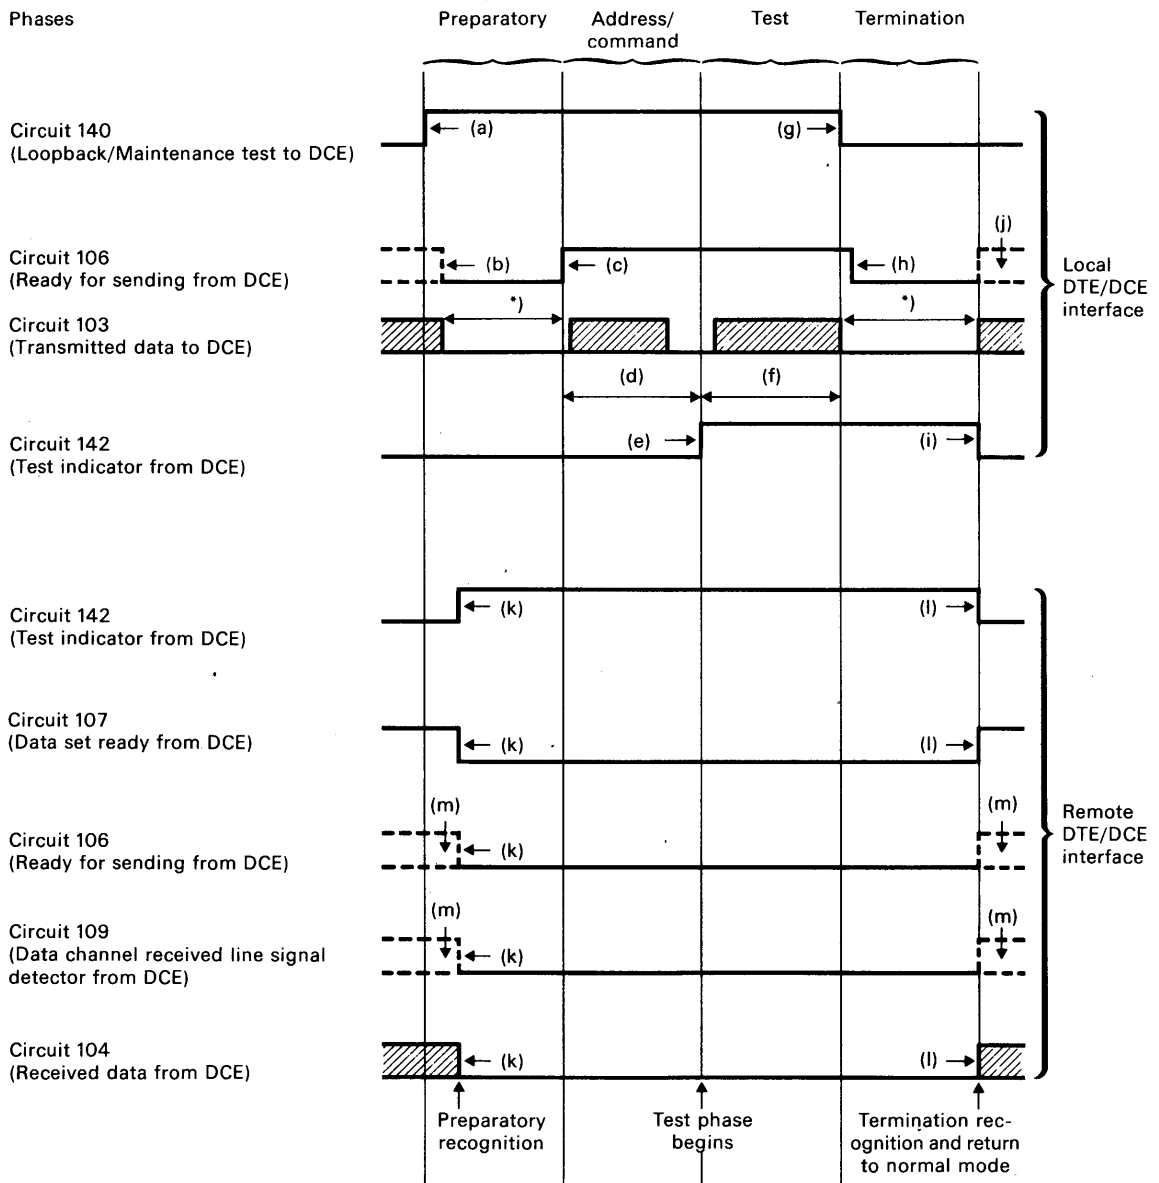 Phases
Preparatory
Address/
command
Test
Termination
Circuit 140
(Loopback/Maintenance test to DCE)
(a)
(g)
Circuit 106
(Ready for sending from DCE)
(b)
(c)
(h)
(j)
Circuit 103
(Transmitted data to DCE)
*)
*)
(d)
(f)
Circuit 142
(Test indicator from DCE)
(e)
(i)
Local
DTE/DCE
interface
Circuit 142
(Test indicator from DCE)
(k)
(l)
Circuit 107
(Data set ready from DCE)
(k)
(l)
Circuit 106
(Ready for sending from DCE)
(m)
(k)
(m)
Circuit 109
(Data channel received line signal
detector from DCE)
(m)
(k)
(m)
Circuit 104
(Received data from DCE)
(k)
(l)
Remote
DTE/DCE
interface
Preparatory
recognition
Test phase
begins
Termination rec-
ognition and return
to normal mode